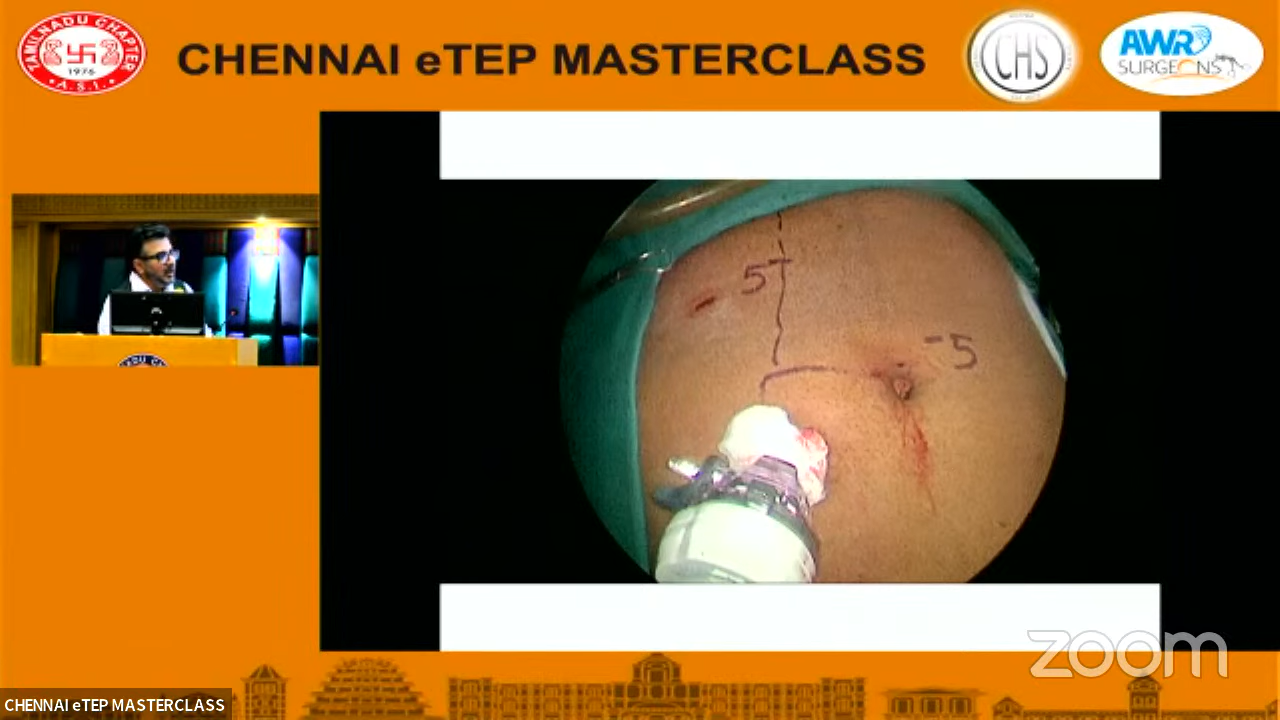 TAMILNADU CHAPTER
1976
A.S.I.
CHENNAI eTEP MASTERCLASS
CHS
AWR
SURGEONS
5
5
zoom
CHENNAI eTEP MASTERCLASS